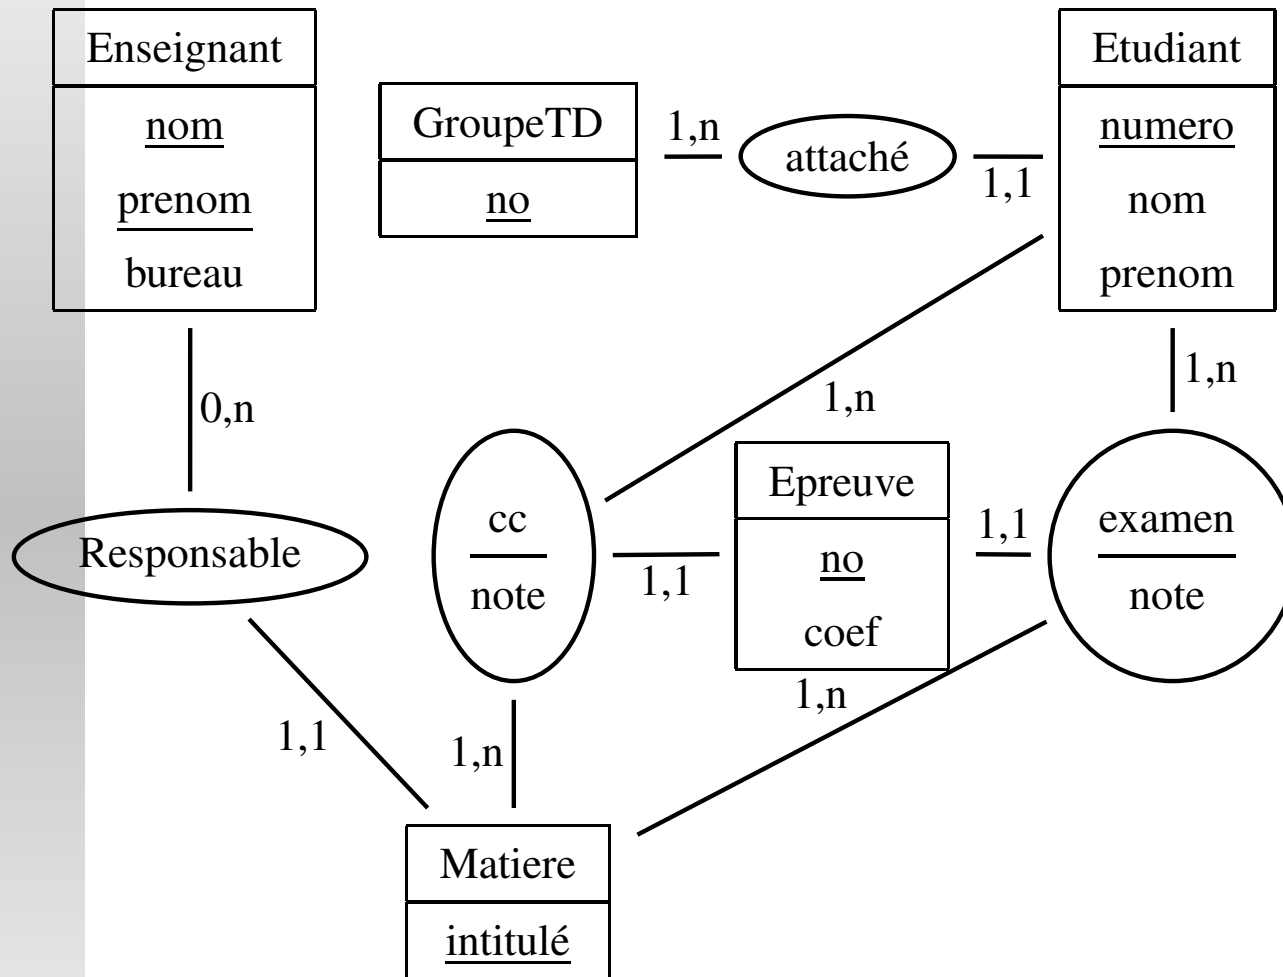 Enseignant
nom
prenom
bureau
GroupeTD
no
1,n
attaché
1,1
Etudiant
numero
nom
prenom
0,n
1,n
1,n
Responsable
cc
note
1,1
Epreuve
no
coef
1,1
examen
note
1,1
1,n
1,n
Matiere
intitulé